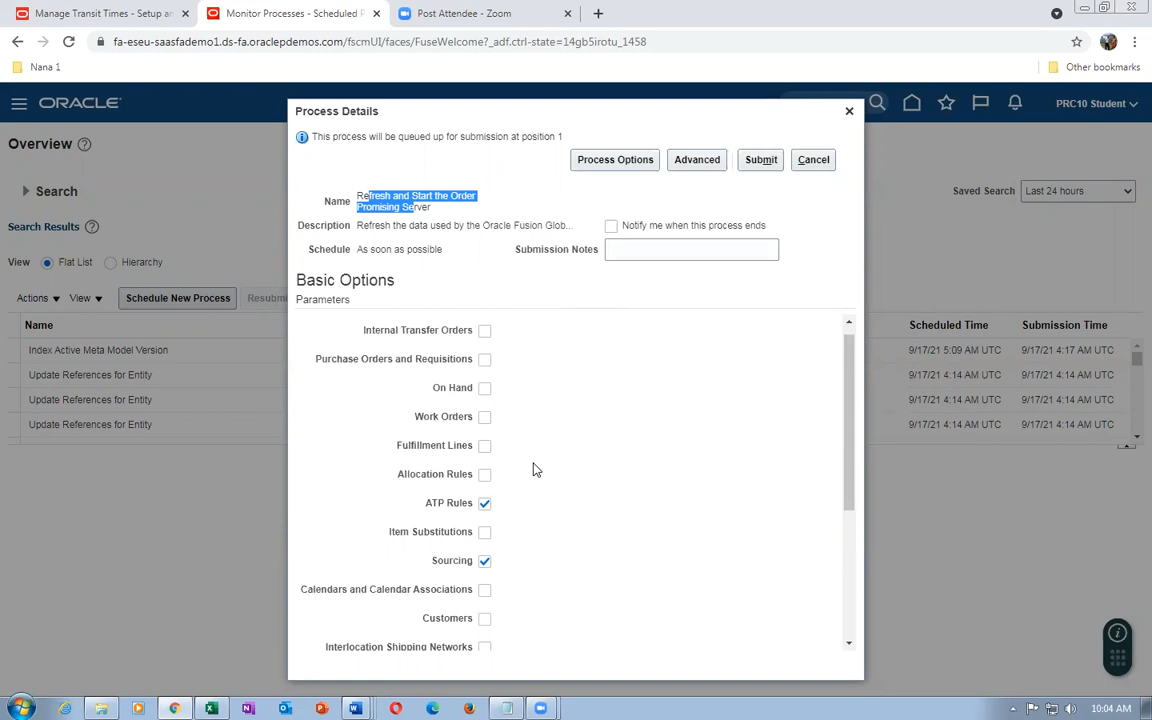 Manage Transit Times - Setup an
Monitor Processes - Scheduled P
Post Attendee - Zoom
fa-eseu-saasfademo1.ds-fa.oraclepdemos.com/fscmUI/faces/FuseWelcome?_adf.ctrl-state=14gb5irotu_1458
Nana 1
Other bookmarks
ORACLE
PRC10 Student
Overview
Search
Saved Search
Last 24 hours
Search Results
View
Flat List
Hierarchy
Actions
View
Schedule New Process
Resubm
Name
Scheduled Time
Submission Time
Index Active Meta Model Version
9/17/21 5:09 AM UTC
9/17/21 4:17 AM UTC
Update References for Entity
9/17/21 4:14 AM UTC
9/17/21 4:14 AM UTC
Update References for Entity
9/17/21 4:14 AM UTC
9/17/21 4:14 AM UTC
Update References for Entity
9/17/21 4:14 AM UTC
9/17/21 4:14 AM UTC
Process Details
This process will be queued up for submission at position 1
Process Options
Advanced
Submit
Cancel
Name
Refresh and Start the Order
Promising Server
Description
Refresh the data used by the Oracle Fusion Glob...
Notify me when this process ends
Schedule
As soon as possible
Submission Notes
Basic Options
Parameters
Internal Transfer Orders
Purchase Orders and Requisitions
On Hand
Work Orders
Fulfillment Lines
Allocation Rules
ATP Rules
Item Substitutions
Sourcing
Calendars and Calendar Associations
Customers
Interlocation Shipping Networks
10:04 AM